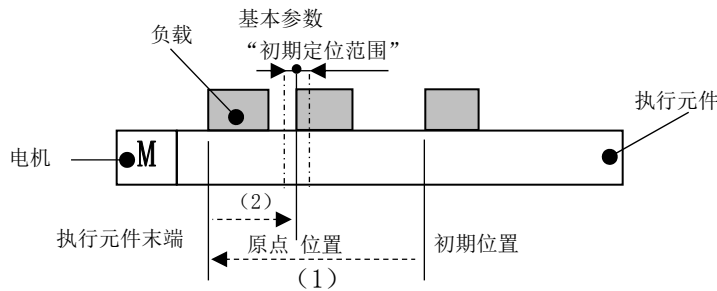 基本参数
负载
“初期定位范围”
执行元件
电机
M
（2）
执行元件末端
原点 位置
初期位置
（1）